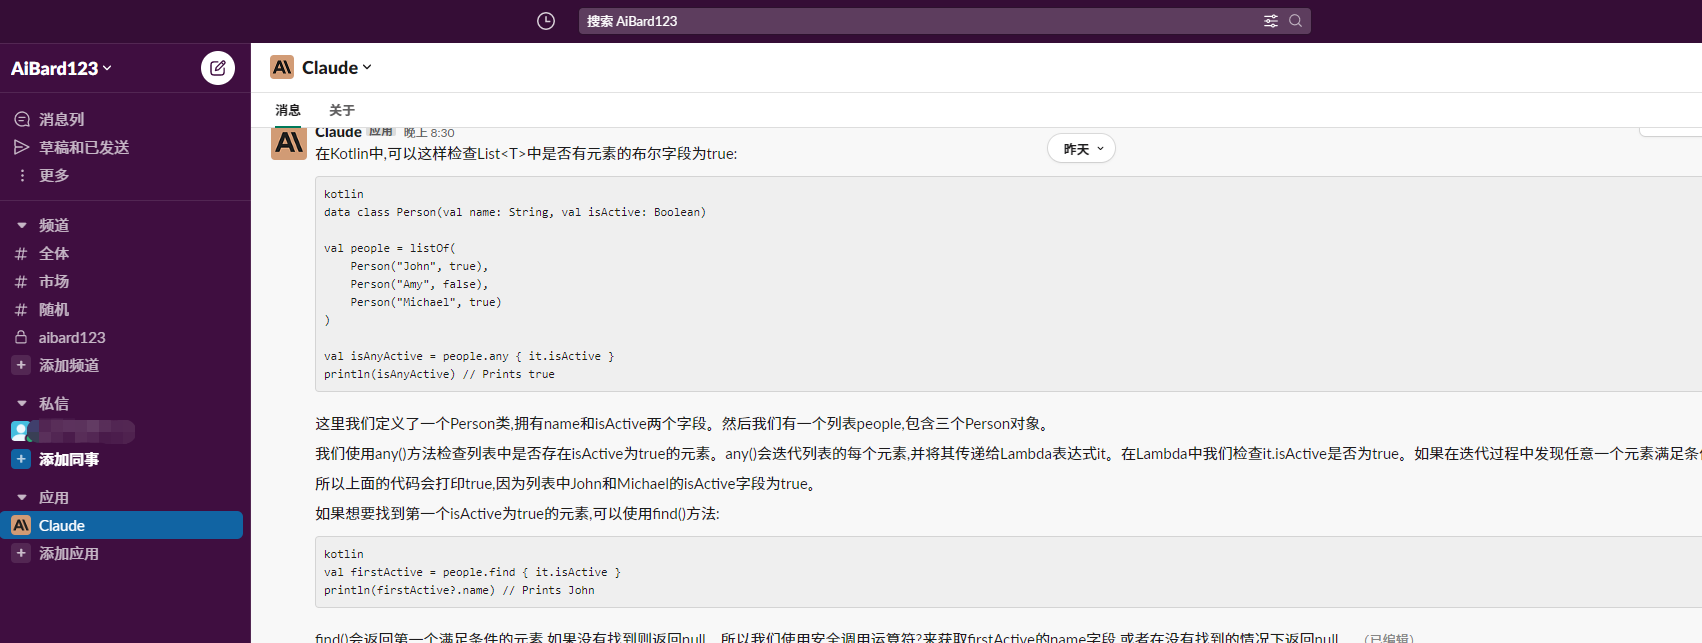 搜索 AiBard123
AiBard123
消息列
草稿和已发送
更多
频道
# 全体
# 市场
# 随机
aibard123
+ 添加频道
私信
+ 添加同事
应用
Claude
+ 添加应用
Claude
消息 关于
Claude 应用 晚上 8:30
昨天
在Kotlin中,可以这样检查List<T>中是否有元素的布尔字段为true:
kotlin
data class Person(val name: String, val isActive: Boolean)
val people = listOf(
Person("John", true),
Person("Amy", false),
Person("Michael", true)
)
val isAnyActive = people.any { it.isActive }
println(isAnyActive) // Prints true
这里我们定义了一个Person类,拥有name和isActive两个字段。然后我们有一个列表people,包含三个Person对象。
我们使用any()方法检查列表中是否存在isActive为true的元素。any()会迭代列表的每个元素,并将其传递给Lambda表达式it。在Lambda中我们检查it.isActive是否为true。如果在迭代过程中发现任意一个元素满足条
所以上面的代码会打印true,因为列表中John和Michael的isActive字段为true。
如果想要找到第一个isActive为true的元素,可以使用find()方法:
kotlin
val firstActive = people.find { it.isActive }
println(firstActive?.name) // Prints John
find()会返回第一个满足条件的元素,如果没有找到则返回null。所以我们使用安全调用运算符?来获取firstActive的name字段,或者在没有找到的情况下返回null。 (已编辑)